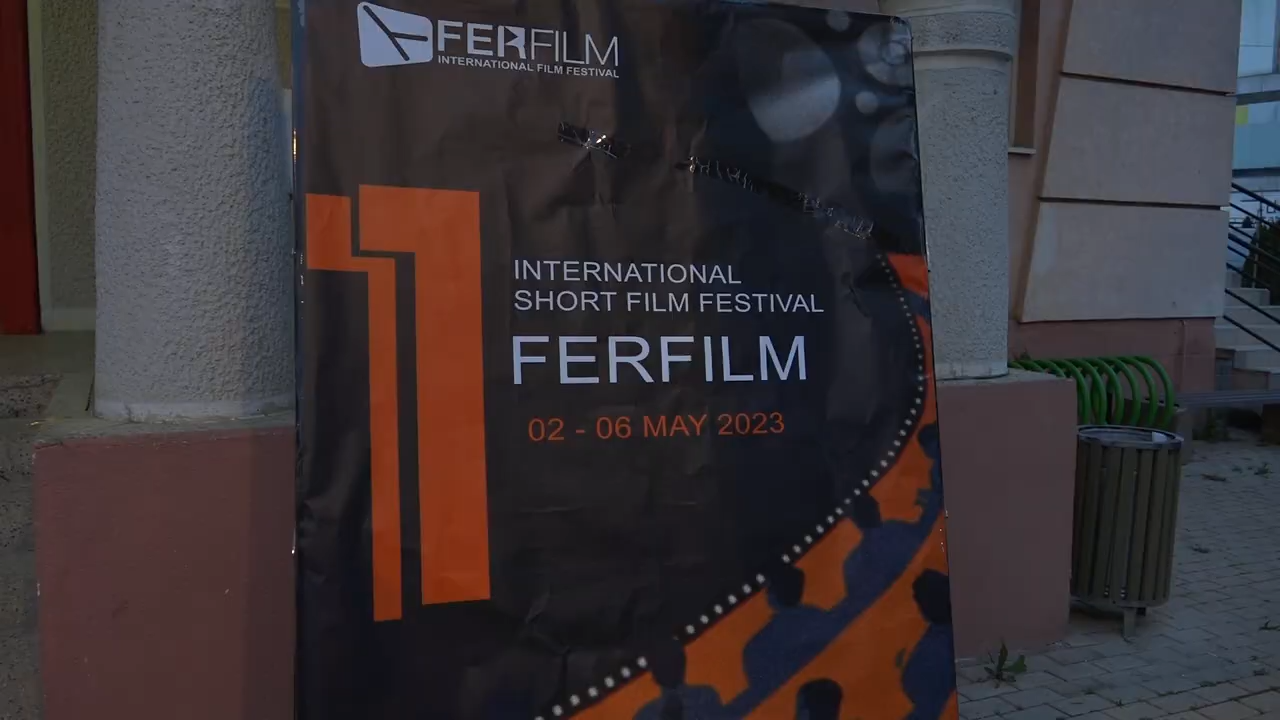 FERFILM
INTERNATIONAL FILM FESTIVAL
11
INTERNATIONAL
SHORT FILM FESTIVAL
FERFILM
02 - 06 MAY 2023